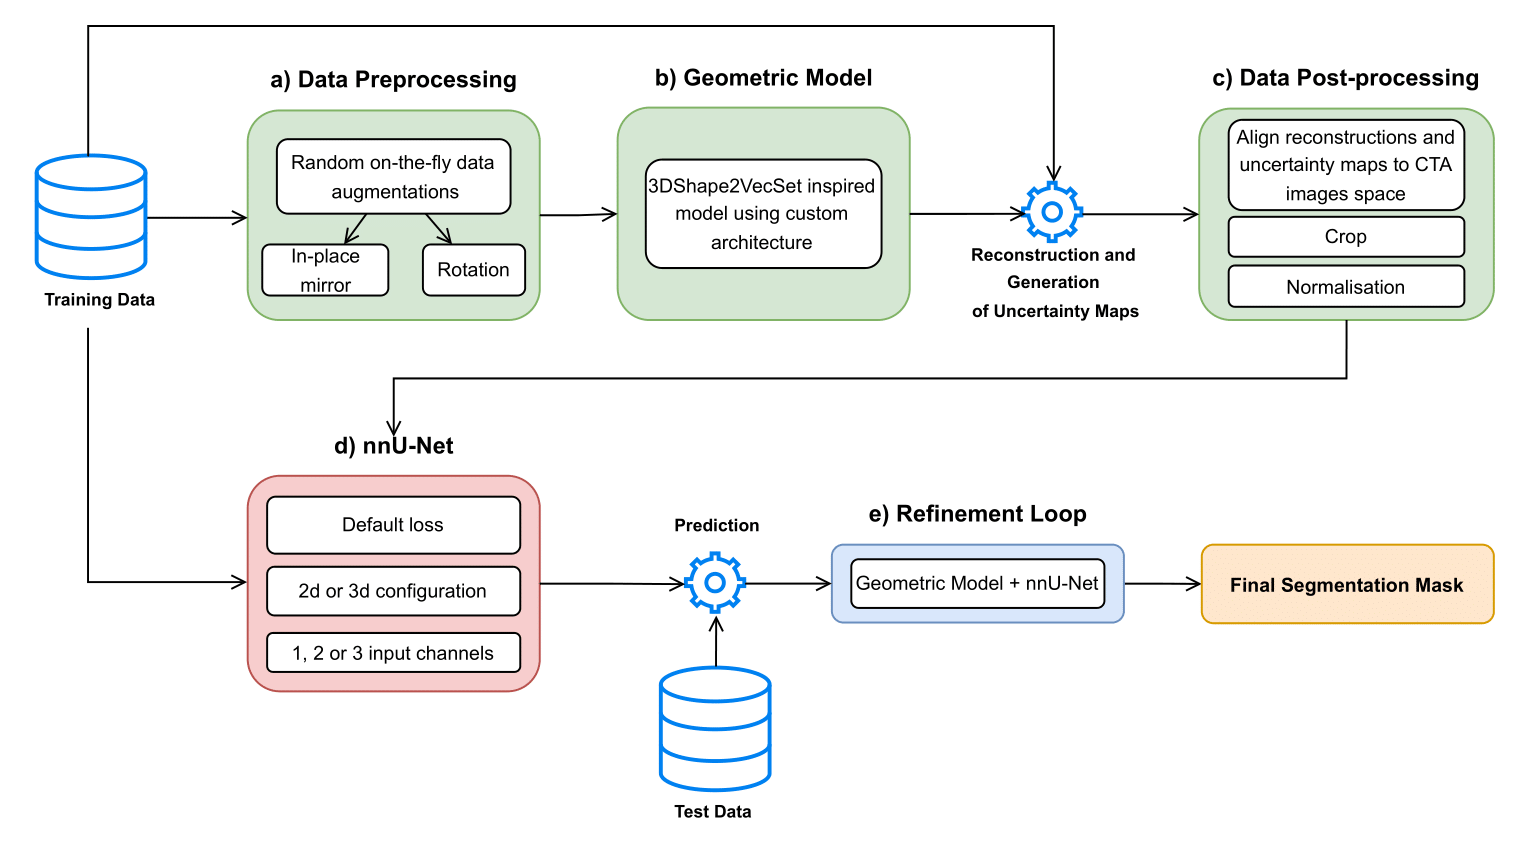 a) Data Preprocessing
b) Geometric Model
c) Data Post-processing
Random on-the-fly data
augmentations
In-place
mirror
Rotation
3DShape2VecSet inspired
model using custom
architecture
Align reconstructions and
uncertainty maps to CTA
images space
Crop
Normalisation
Training Data
Reconstruction and
Generation
of Uncertainty Maps
d) nnU-Net
Default loss
2d or 3d configuration
1, 2 or 3 input channels
Prediction
e) Refinement Loop
Geometric Model + nnU-Net
Final Segmentation Mask
Test Data